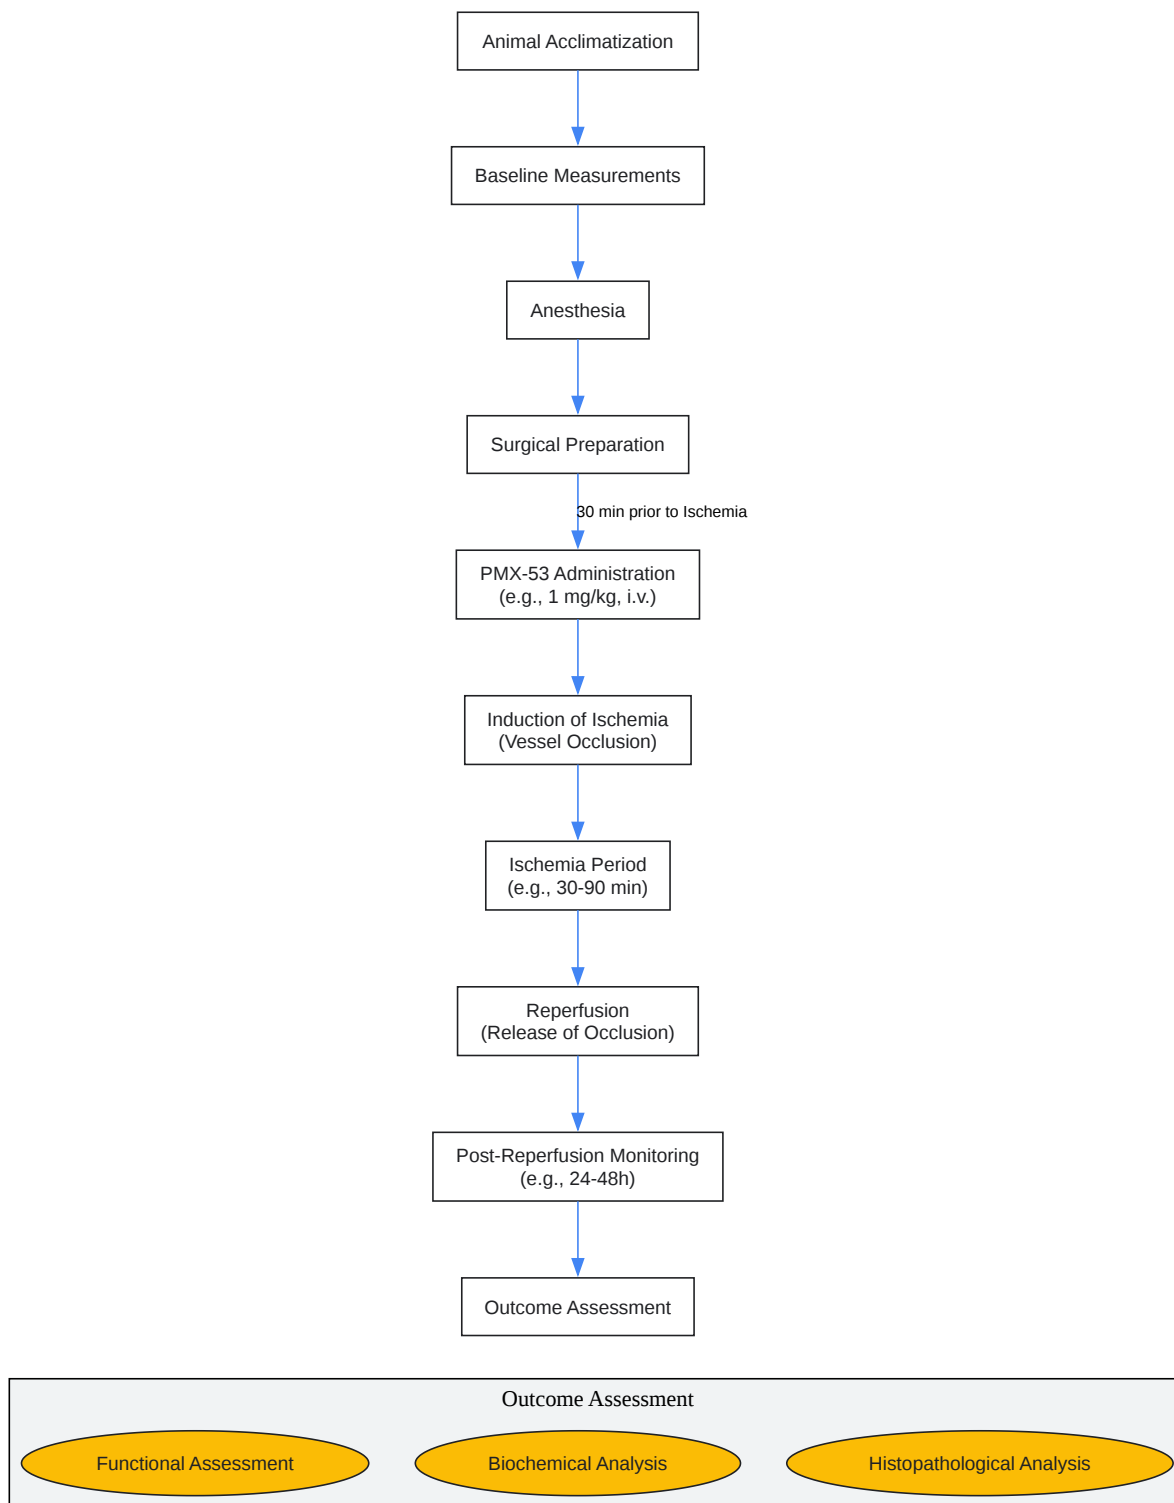 Animal Acclimatization
Baseline Measurements
Anesthesia
Surgical Preparation
30 min prior to Ischemia
PMX-53 Administration
(e.g., 1 mg/kg, i.v.)
Induction of Ischemia
(Vessel Occlusion)
Ischemia Period
(e.g., 30-90 min)
Reperfusion
(Release of Occlusion)
Post-Reperfusion Monitoring
(e.g., 24-48h)
Outcome Assessment
Outcome Assessment
Functional Assessment
Biochemical Analysis
Histopathological Analysis